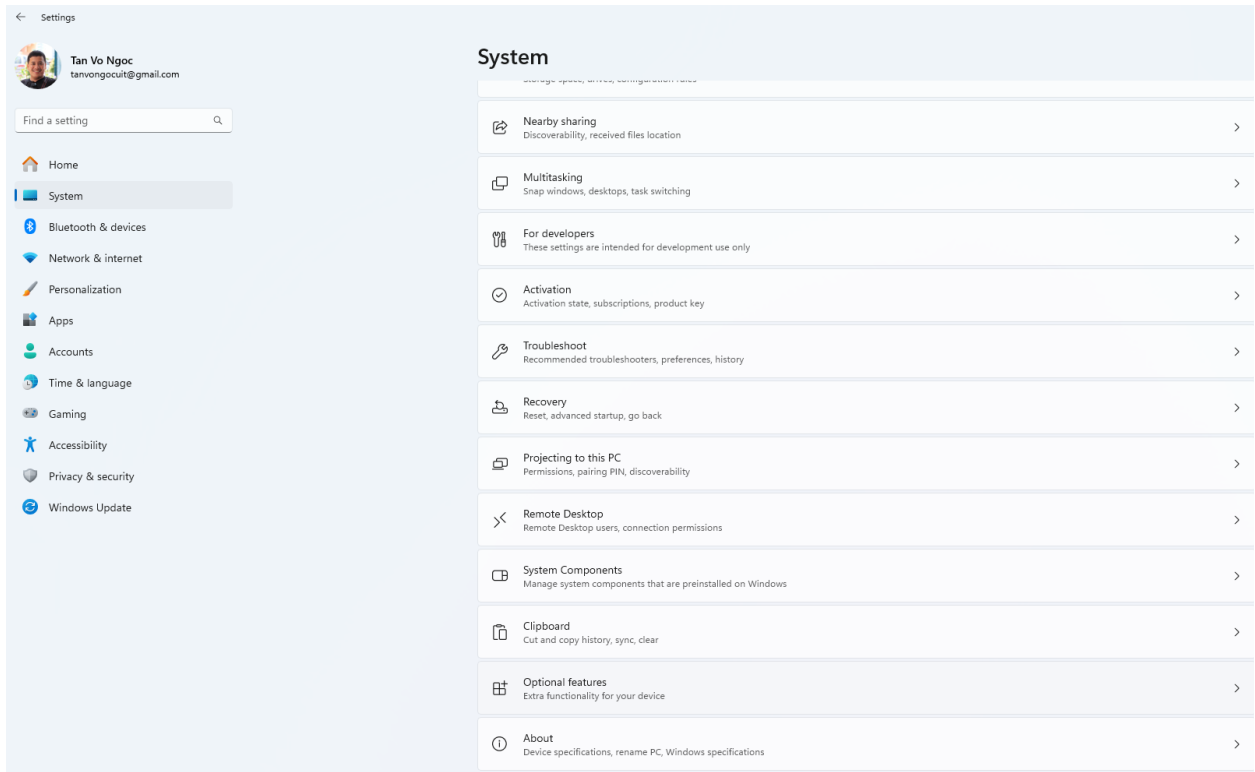 Settings
Tan Vo Ngoc
tanvongocuit@gmail.com
Find a setting
Home
System
Bluetooth & devices
Network & internet
Personalization
Apps
Accounts
Time & language
Gaming
Accessibility
Privacy & security
Windows Update
System
Storage space, drives, configuration rules
Nearby sharing
Discoverability, received files location
Multitasking
Snap windows, desktops, task switching
For developers
These settings are intended for development use only
Activation
Activation state, subscriptions, product key
Troubleshoot
Recommended troubleshooters, preferences, history
Recovery
Reset, advanced startup, go back
Projecting to this PC
Permissions, pairing PIN, discoverability
Remote Desktop
Remote Desktop users, connection permissions
System Components
Manage system components that are preinstalled on Windows
Clipboard
Cut and copy history, sync, clear
Optional features
Extra functionality for your device
About
Device specifications, rename PC, Windows specifications